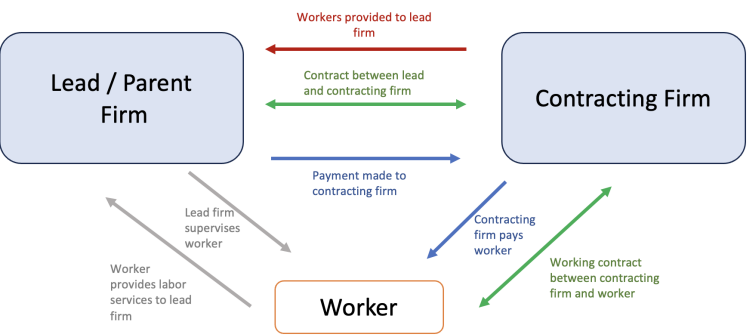 Workers provided to lead
firm
Lead / Parent
Firm
Contract between lead
and contracting firm
Contracting Firm
Payment made to
contracting firm
Lead firm
supervises
worker
Contracting
firm pays
worker
Worker
provides labor
services to lead
firm
Working contract
between contracting
firm and worker
Worker